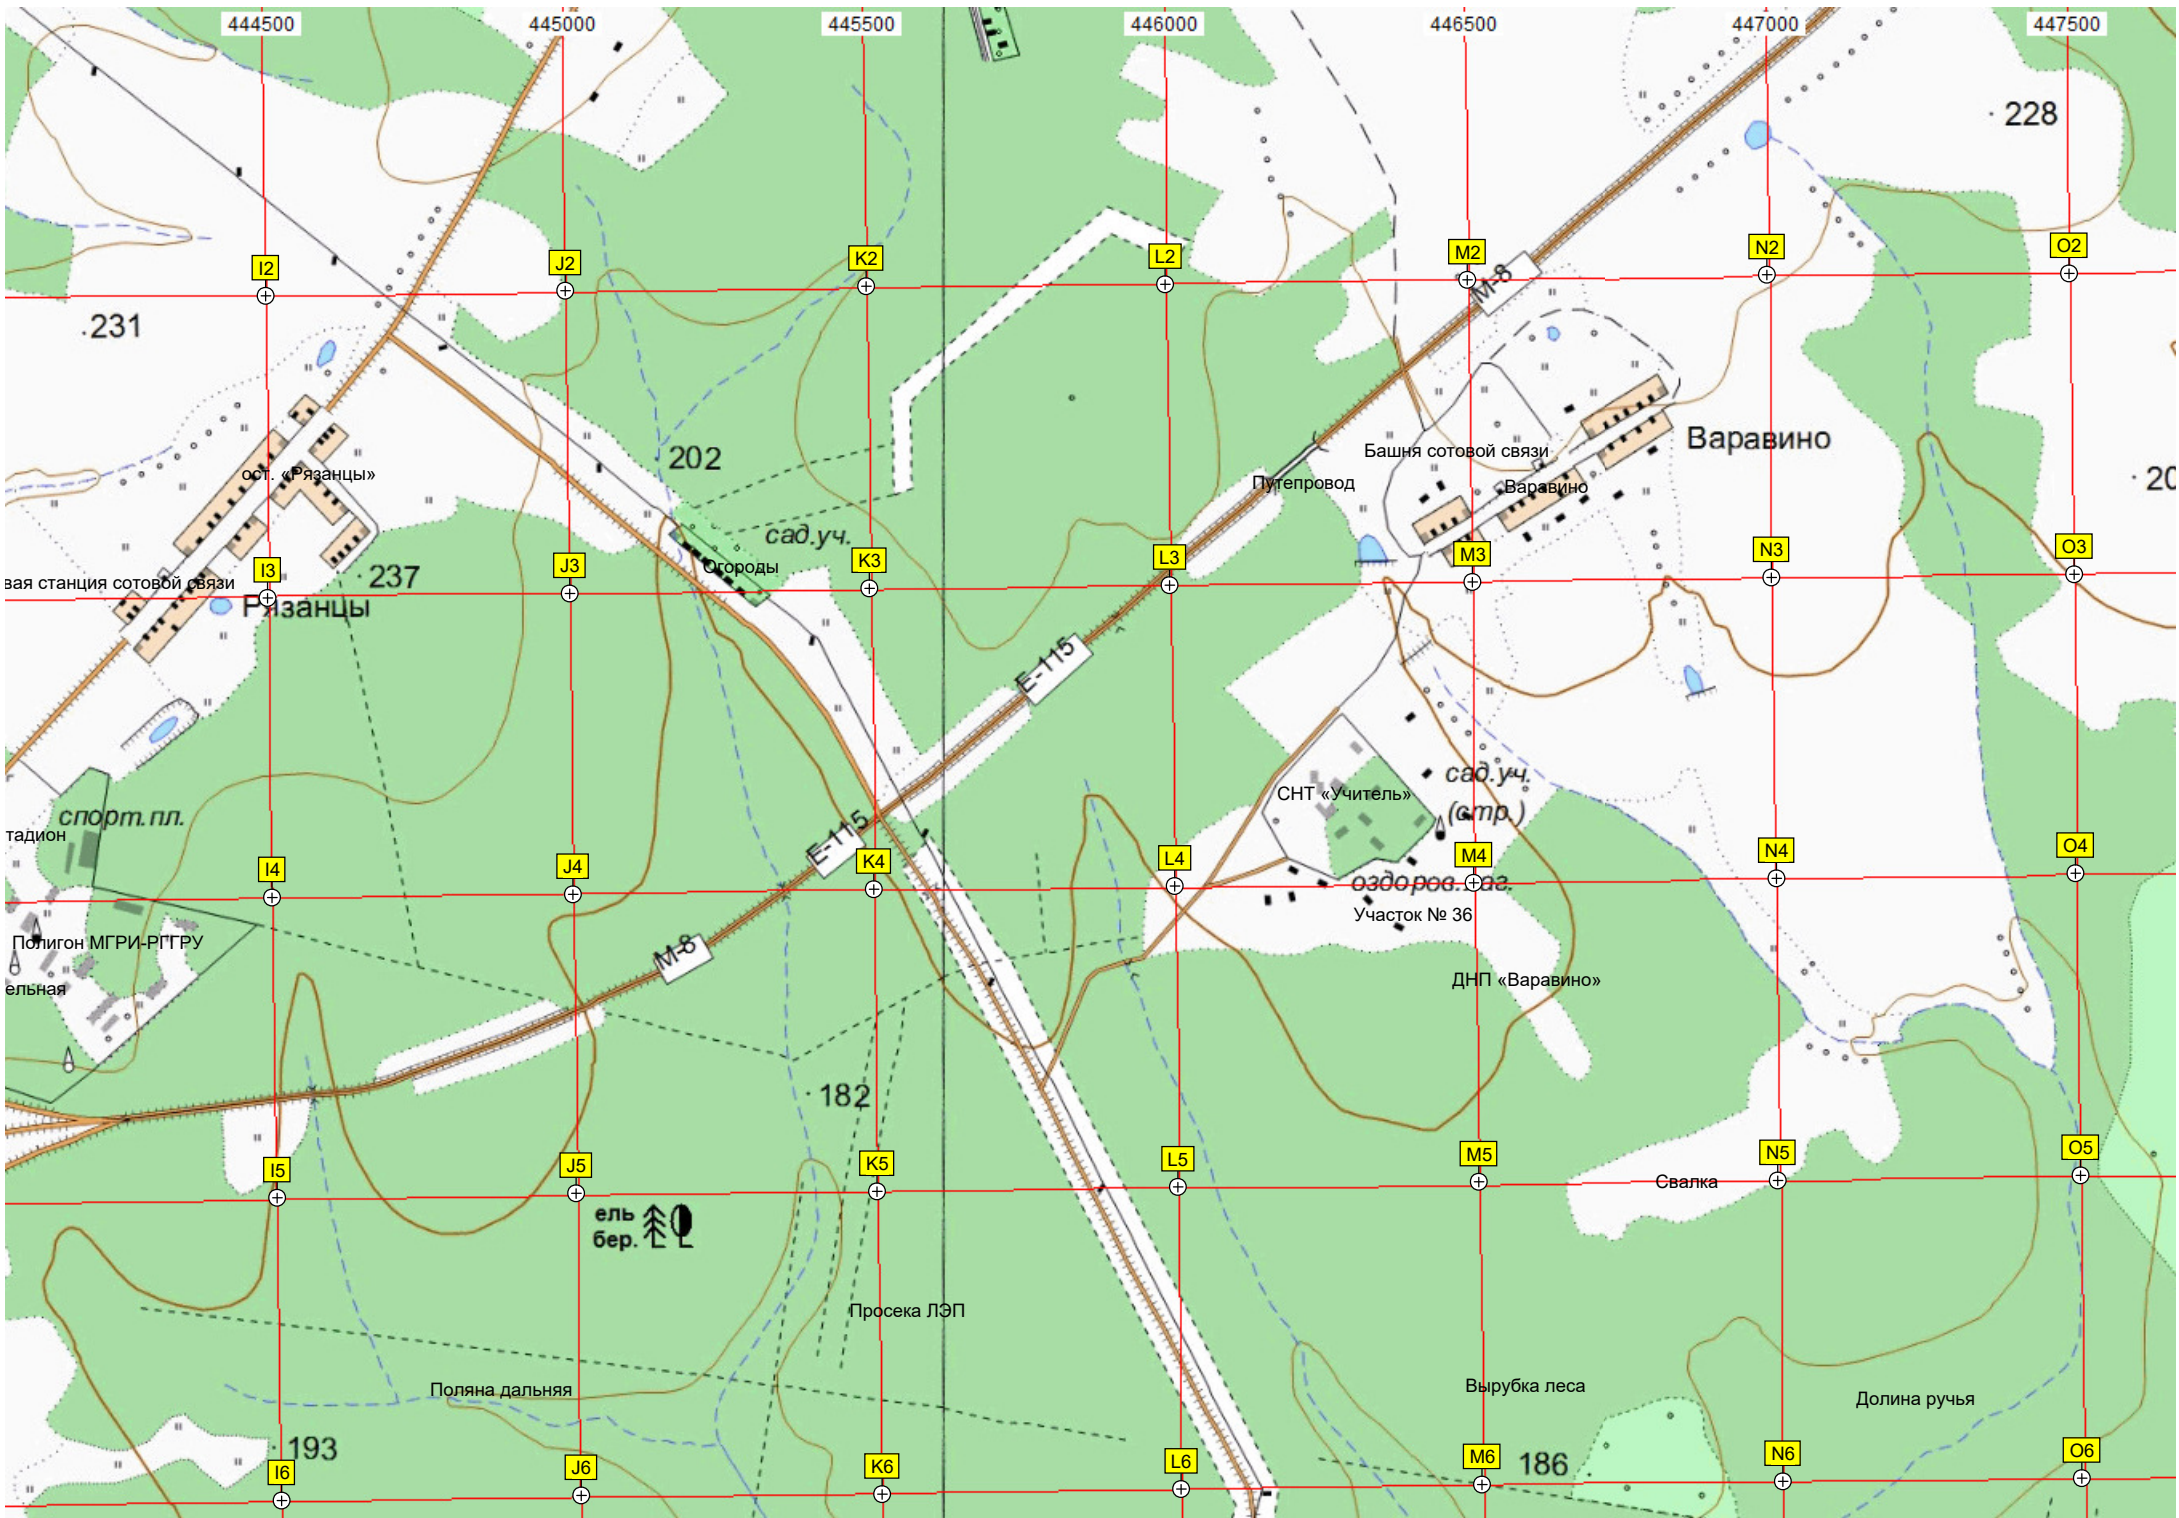 444500 445000 445500 446000 446500 447000 447500
228
I2 J2 K2 L2 M2 N2 O2
М-8
231
202
Варавино
Башня сотовой связи
ост. «Рязанцы»
Путепровод
Варавино
20
сад.уч.
Огороды
I3 J3 K3 L3 M3 N3 O3
237
вая станция сотовой связи
Рязанцы
Е-115
сад.уч.
(стр.)
СНТ «Учитель»
спорт.пл.
тадион
Е-115
I4 J4 K4 L4 M4 N4 O4
оздоров.лаг.
Участок № 36
Полигон МГРИ-РГГРУ
М-8
ельная
ДНП «Варавино»
182
I5 J5 K5 L5 M5 N5 O5
Свалка
ель
бер.
Просека ЛЭП
Поляна дальняя
Вырубка леса
Долина ручья
193
186
I6 J6 K6 L6 M6 N6 O6